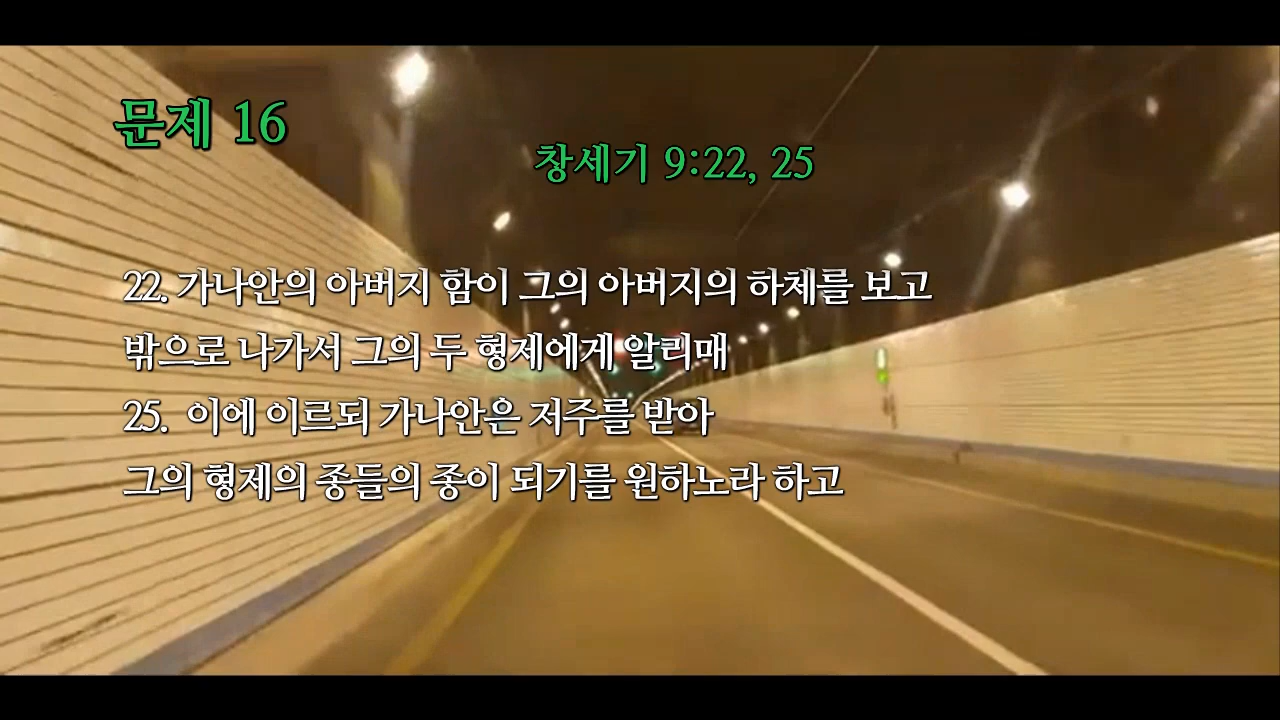 문제 16
창세기 9:22, 25
22. 가나안의 아버지 함이 그의 아버지의 하체를 보고
밖으로 나가서 그의 두 형제에게 알리매
25. 이에 이르되 가나안은 저주를 받아
그의 형제의 종들의 종이 되기를 원하노라 하고